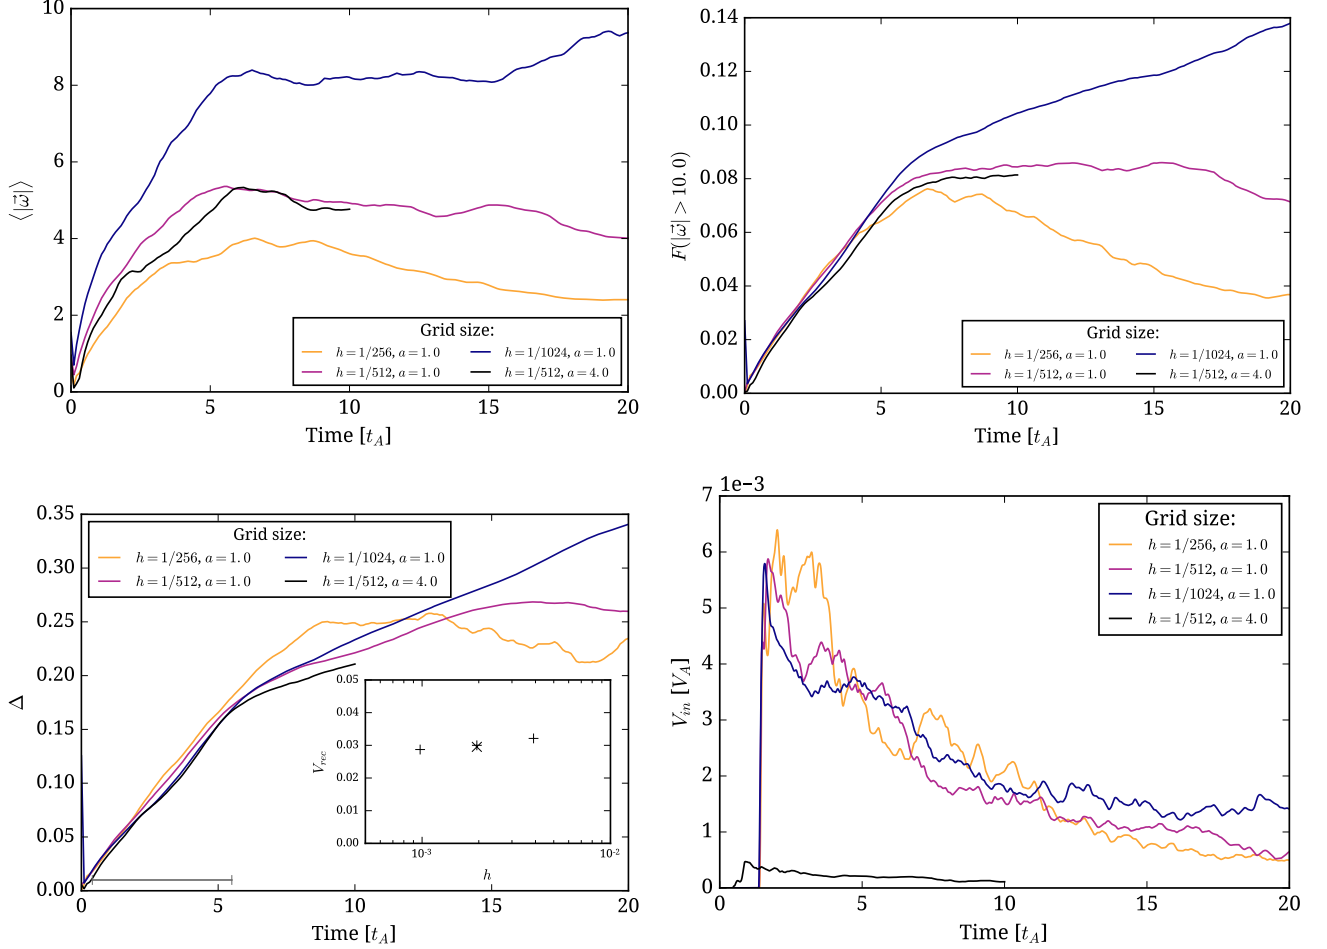 10
8
6
4
2
0
⟨|ω⃗|⟩
Grid size:
h=1/256, a=1.0 h=1/1024, a=1.0
h=1/512, a=1.0 h=1/512, a=4.0
0 5 10 15 20
Time [t_A]
0.14
0.12
0.10
0.08
0.06
0.04
0.02
0.00
F(|ω⃗|>10.0)
Grid size:
h=1/256, a=1.0 h=1/1024, a=1.0
h=1/512, a=1.0 h=1/512, a=4.0
0 5 10 15 20
Time [t_A]
0.35
0.30
0.25
0.20
0.15
0.10
0.05
0.00
Δ
Grid size:
h=1/256, a=1.0 h=1/1024, a=1.0
h=1/512, a=1.0 h=1/512, a=4.0
0.05
0.04
0.03
0.02
0.01
0.00
V_rec
10⁻³ 10⁻²
h
0 5 10 15 20
Time [t_A]
1e−3
7
6
5
4
3
2
1
0
V_in [V_A]
Grid size:
h=1/256, a=1.0
h=1/512, a=1.0
h=1/1024, a=1.0
h=1/512, a=4.0
0 5 10 15 20
Time [t_A]